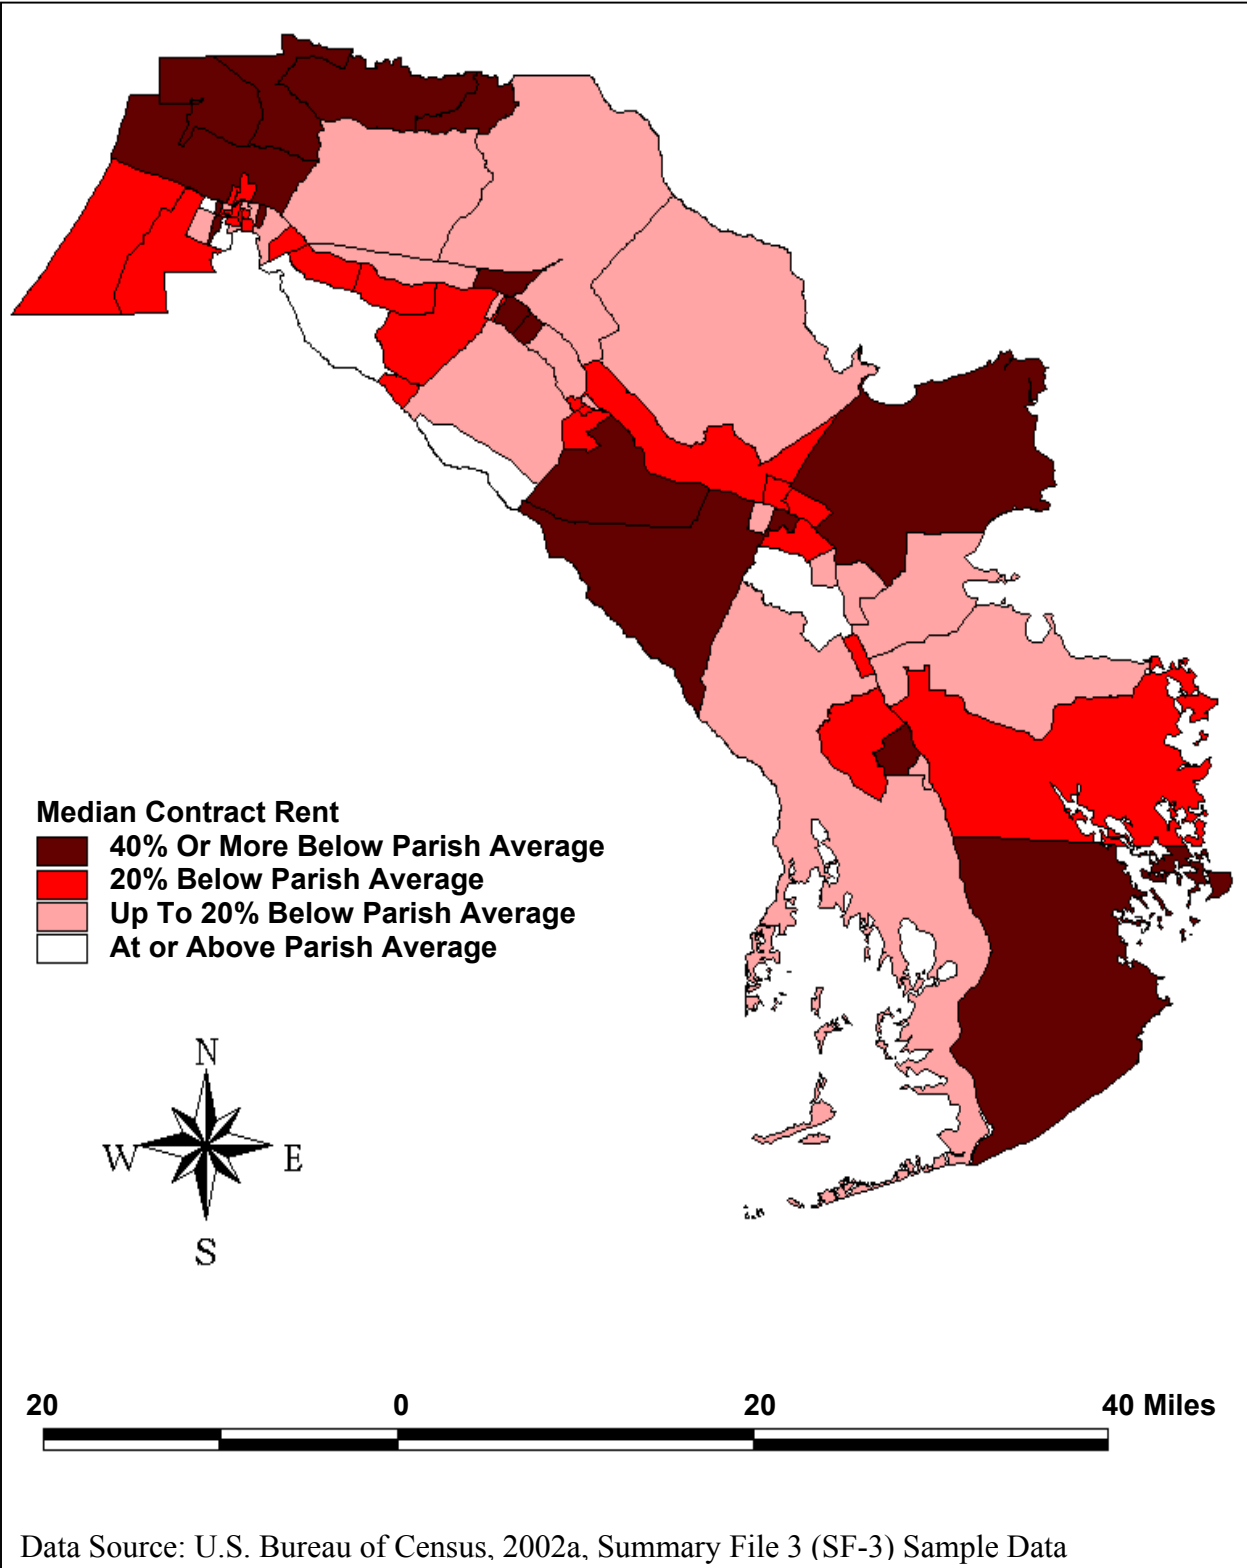 Median Contract Rent
40% Or More Below Parish Average
20% Below Parish Average
Up To 20% Below Parish Average
At or Above Parish Average
N
W E
S
20 0 20 40 Miles
Data Source: U.S. Bureau of Census, 2002a, Summary File 3 (SF-3) Sample Data